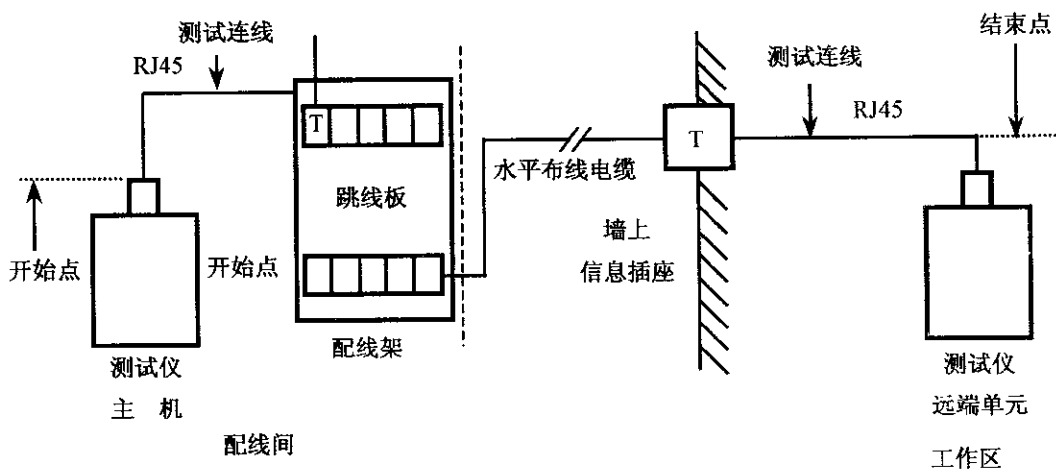 结束点
测试连线
测试连线
RJ45
RJ45
T
T
水平布线电缆
跳线板
墙上
信息插座
开始点
开始点
配线架
测试仪
主 机
测试仪
远端单元
配线间
工作区